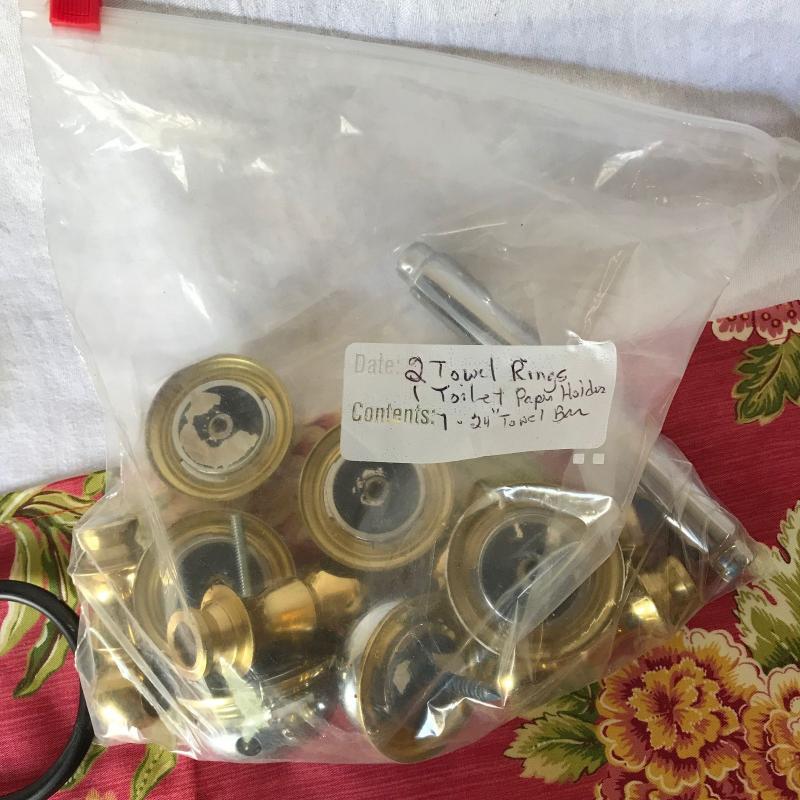 Date: 2 Towel Rings
1 Toilet Paper Holder
Contents: 1 - 24" Towel Bar